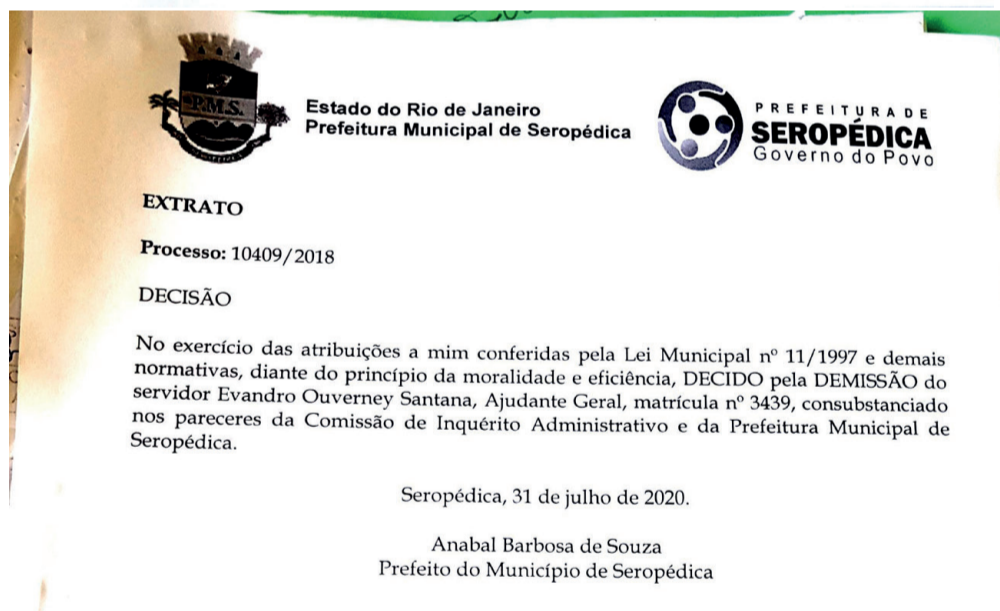 P.M.S.
Estado do Rio de Janeiro
Prefeitura Municipal de Seropédica
PREFEITURA DE
SEROPÉDICA
Governo do Povo
EXTRATO
Processo: 10409/2018
DECISÃO
No exercício das atribuições a mim conferidas pela Lei Municipal nº 11/1997 e demais
normativas, diante do princípio da moralidade e eficiência, DECIDO pela DEMISSÃO do
servidor Evandro Ouverney Santana, Ajudante Geral, matrícula nº 3439, consubstanciado
nos pareceres da Comissão de Inquérito Administrativo e da Prefeitura Municipal de
Seropédica.
Seropédica, 31 de julho de 2020.
Anabal Barbosa de Souza
Prefeito do Município de Seropédica